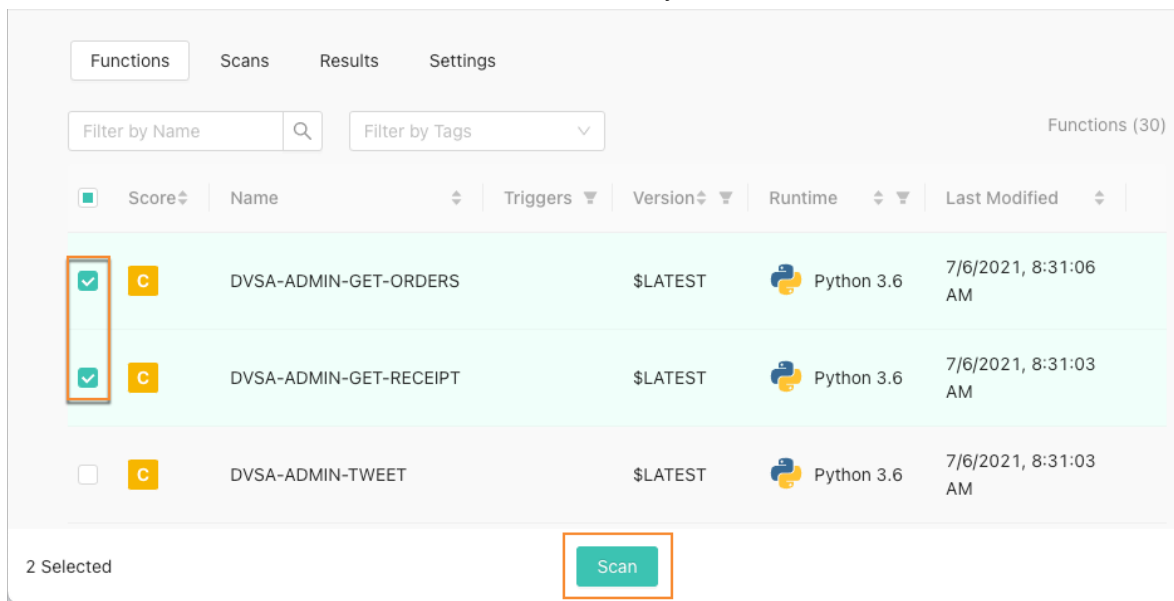 Functions Scans Results Settings
Filter by Name Filter by Tags Functions (30)
Score Name Triggers Version Runtime Last Modified
C DVSA-ADMIN-GET-ORDERS $LATEST Python 3.6 7/6/2021, 8:31:06
AM
C DVSA-ADMIN-GET-RECEIPT $LATEST Python 3.6 7/6/2021, 8:31:03
AM
C DVSA-ADMIN-TWEET $LATEST Python 3.6 7/6/2021, 8:31:03
AM
2 Selected Scan